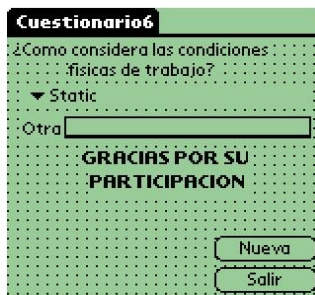 Cuestionario6
¿Como considera las condiciones
fisicas de trabajo?
Static
Otra
GRACIAS POR SU
PARTICIPACION
Nueva
Salir